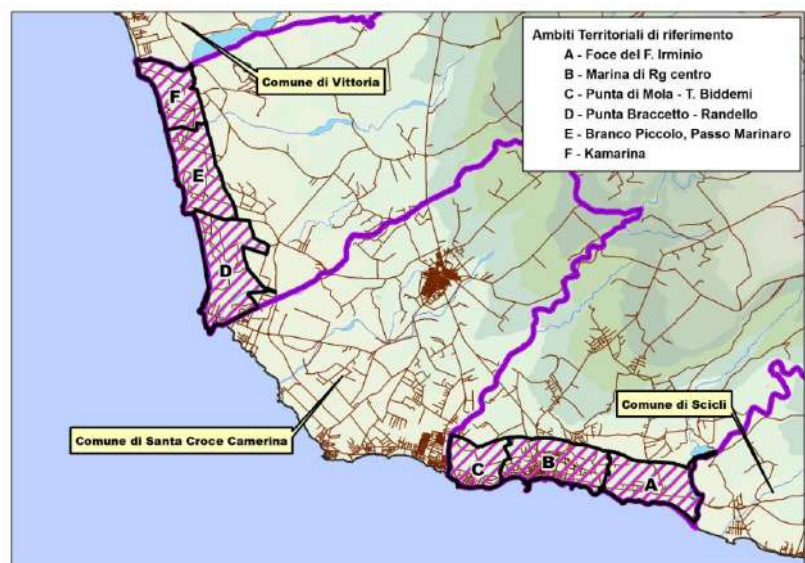 Ambiti Territoriali di riferimento
A - Foce del F. Irminio
B - Marina di Rg centro
C - Punta di Mola - T. Biddemi
D - Punta Braccetto - Randello
E - Branco Piccolo, Passo Marinaro
F - Kamarina
Comune di Vittoria
F
E
D
Comune di Scicli
Comune di Santa Croce Camerina
C
B
A